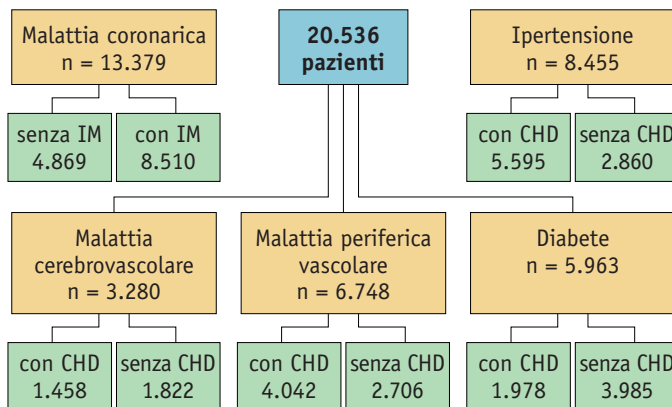 Malattia coronarica
n = 13.379
senza IM
4.869
con IM
8.510
20.536
pazienti
Ipertensione
n = 8.455
con CHD
5.595
senza CHD
2.860
Malattia
cerebrovascolare
n = 3.280
con CHD
1.458
senza CHD
1.822
Malattia periferica
vascolare
n = 6.748
con CHD
4.042
senza CHD
2.706
Diabete
n = 5.963
con CHD
1.978
senza CHD
3.985